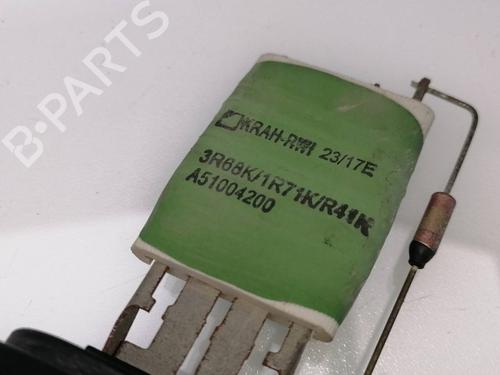 B-PARTS
KRAH-RWI 23/17E
3R68K/1R71K/R41K
A51004200